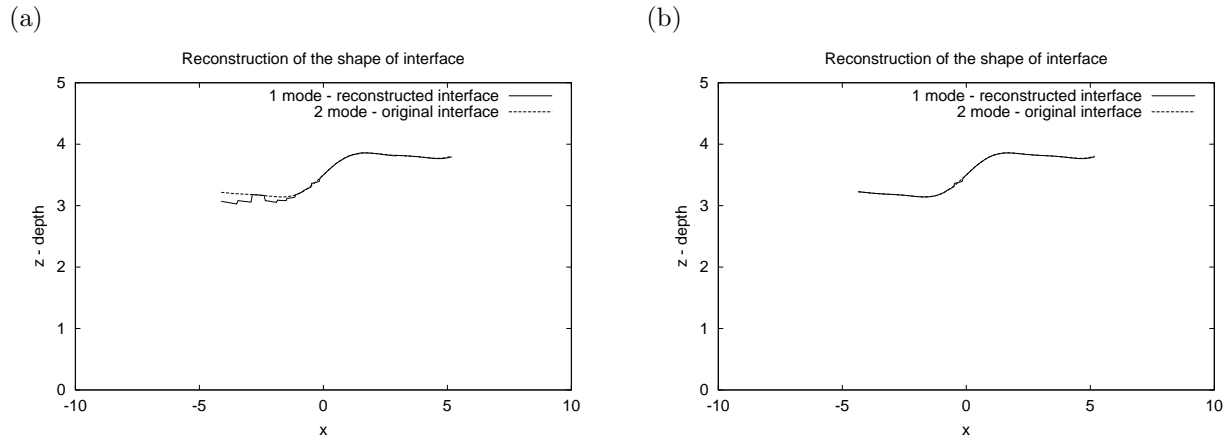 (a)
Reconstruction of the shape of interface
5
4
3
2
1
0
z - depth
1 mode - reconstructed interface
2 mode - original interface
-10
-5
0
5
10
x
(b)
Reconstruction of the shape of interface
5
4
3
2
1
0
z - depth
1 mode - reconstructed interface
2 mode - original interface
-10
-5
0
5
10
x